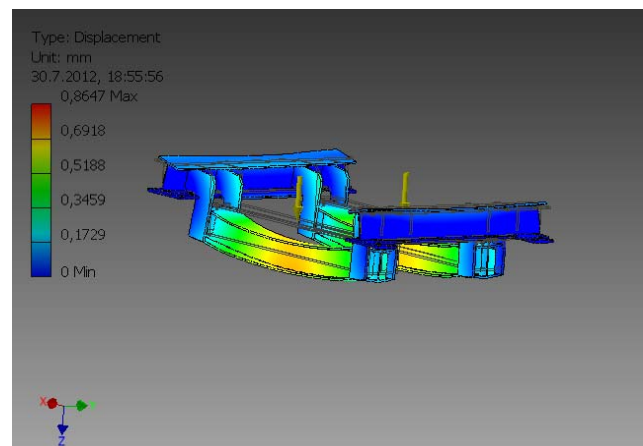 Type: Displacement
Unit: mm
30.7.2012, 18:55:56
0,8647 Max
0,6918
0,5188
0,3459
0,1729
0 Min
X
Z